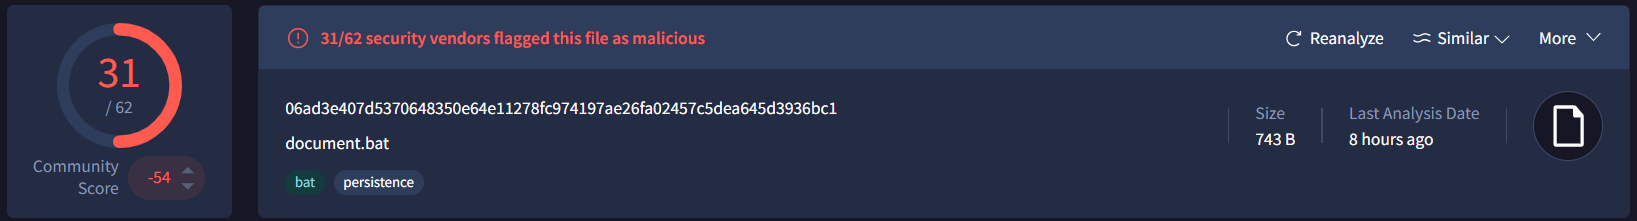 31
/ 62
Community
Score
-54
31/62 security vendors flagged this file as malicious
Reanalyze
Similar
More
06ad3e407d5370648350e64e11278fc974197ae26fa02457c5dea645d3936bc1
document.bat
bat
persistence
Size
743 B
Last Analysis Date
8 hours ago